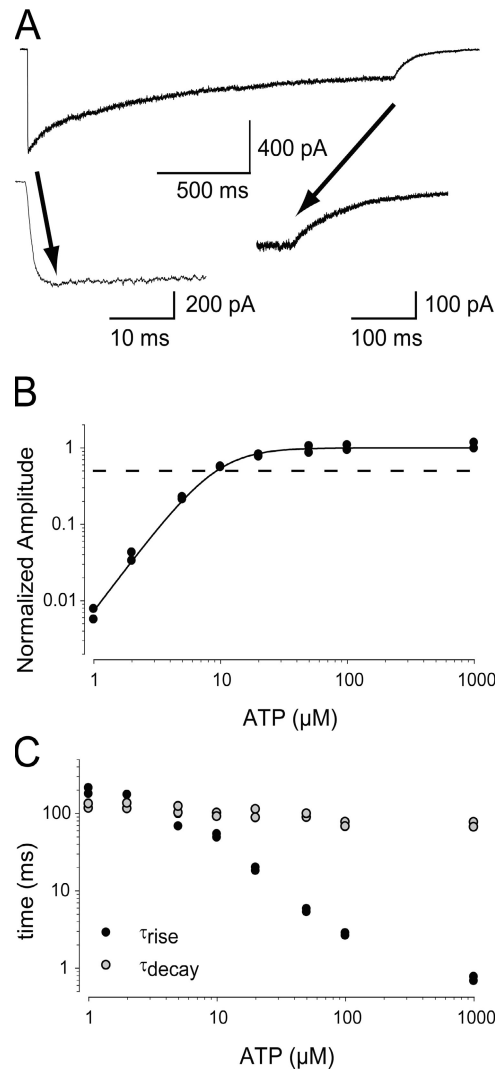 A
400 pA
500 ms
200 pA
10 ms
100 pA
100 ms
B
Normalized Amplitude
1
0.1
0.01
1
10
100
1000
ATP (µM)
C
time (ms)
100
10
1
τrise
τdecay
1
10
100
1000
ATP (µM)